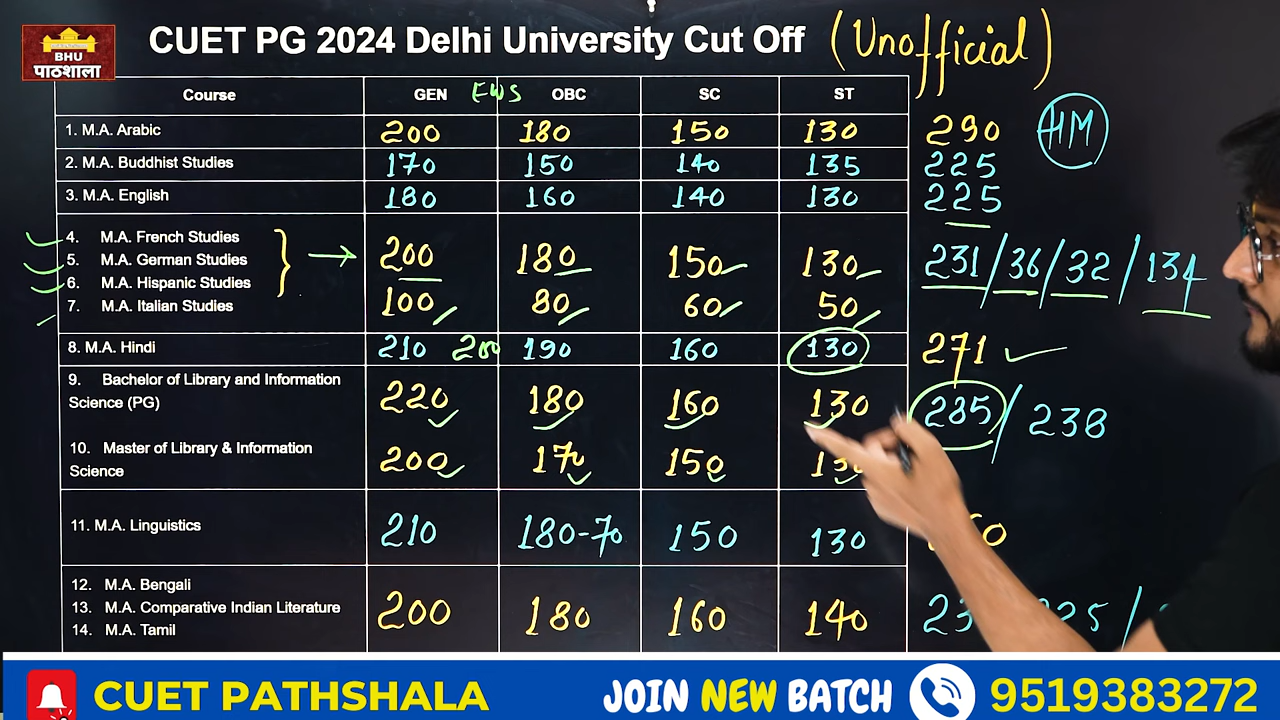 BHU
पाठशाला
CUET PG 2024 Delhi University Cut Off (Unofficial)
Course GEN EWS OBC SC ST
HM
1. M.A. Arabic 200 180 150 130 290
2. M.A. Buddhist Studies 170 150 140 135 225
3. M.A. English 180 160 140 130 225
4. M.A. French Studies
5. M.A. German Studies 200 180 150 130 231/36/32/134
6. M.A. Hispanic Studies
7. M.A. Italian Studies 100 80 60 50
8. M.A. Hindi 210 200 190 160 130 271
9. Bachelor of Library and Information
Science (PG) 220 180 160 130 285/238
10. Master of Library & Information
Science 200 170 150 130
11. M.A. Linguistics 210 180-70 150 130
12. M.A. Bengali
13. M.A. Comparative Indian Literature 200 180 160 140
14. M.A. Tamil
CUET PATHSHALA JOIN NEW BATCH 9519383272